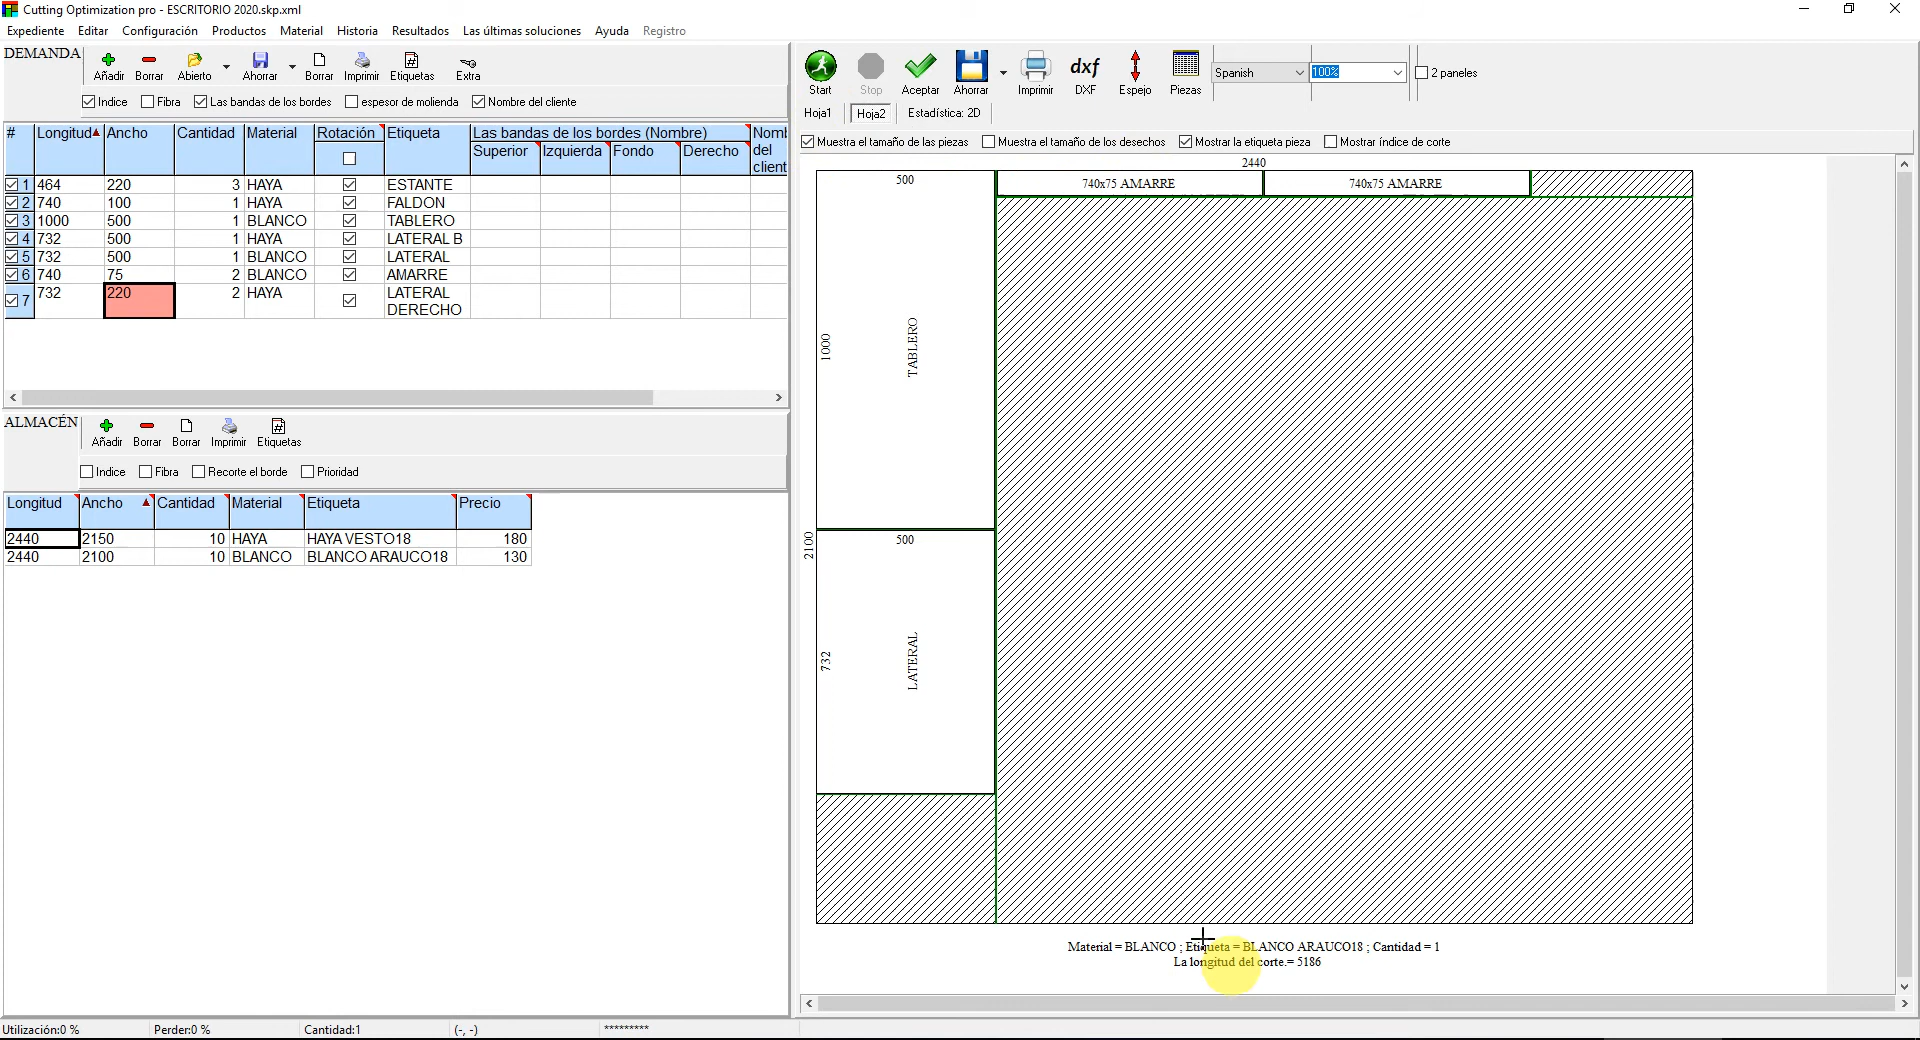 Cutting Optimization pro - ESCRITORIO 2020.skp.xml
Expediente Editar Configuración Productos Material Historia Resultados Las últimas soluciones Ayuda Registro
DEMANDA
Añadir Borrar Abierto Ahorrar Borrar Imprimir Etiquetas Extra
Indice Fibra Las bandas de los bordes espesor de molienda Nombre del cliente
# Longitud Ancho Cantidad Material Rotación Etiqueta Las bandas de los bordes (Nombre)
Superior Izquierda Fondo Derecho
del
client
1 464 220 3 HAYA ESTANTE
2 740 100 1 HAYA FALDON
3 1000 500 1 BLANCO TABLERO
4 732 500 1 HAYA LATERAL B
5 732 500 1 BLANCO LATERAL
6 740 75 2 BLANCO AMARRE
7 732 220 2 HAYA LATERAL
DERECHO
ALMACÉN
Añadir Borrar Borrar Imprimir Etiquetas
Indice Fibra Recorte el borde Prioridad
Longitud Ancho Cantidad Material Etiqueta Precio
2440 2150 10 HAYA HAYA VESTO18 180
2440 2100 10 BLANCO BLANCO ARAUCO18 130
Utilización:0 % Perder:0 % Cantidad:1 (-, -) *********
Start Stop Aceptar Ahorrar Imprimir dxf DXF Espejo Piezas Spanish 100% 2 paneles
Hoja1 Hoja2 Estadística: 2D
Muestra el tamaño de las piezas Muestra el tamaño de los desechos Mostrar la etiqueta pieza Mostrar índice de corte
2440
500
740x75 AMARRE
740x75 AMARRE
1000
TABLERO
2100
500
732
LATERAL
Material = BLANCO ; Etiqueta = BLANCO ARAUCO18 ; Cantidad = 1
La longitud del corte.= 5186